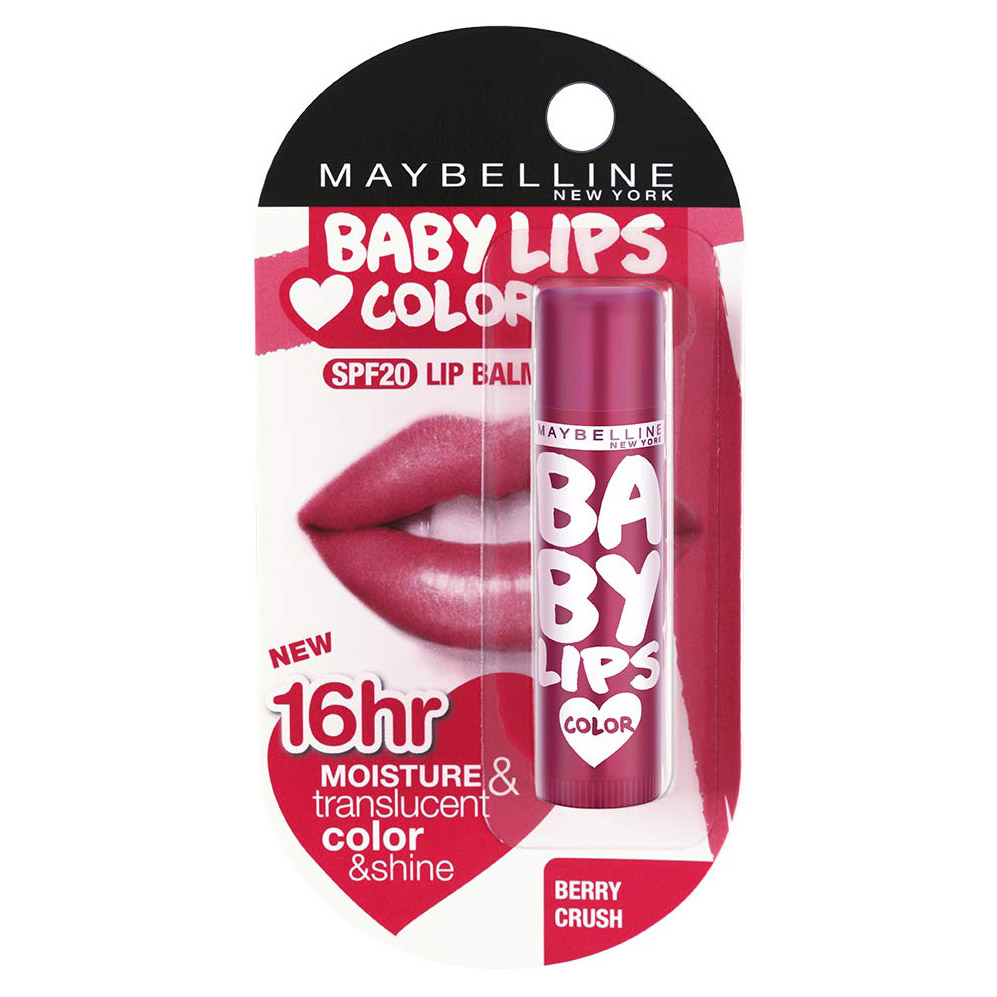 MAYBELLINE
NEW YORK
BABY LIPS
COLOR
SPF20 LIP BALM
MAYBELLINE
NEW YORK
BA
BY
LIPS
COLOR
NEW
16hr
MOISTURE &
translucent
color
&shine
BERRY
CRUSH